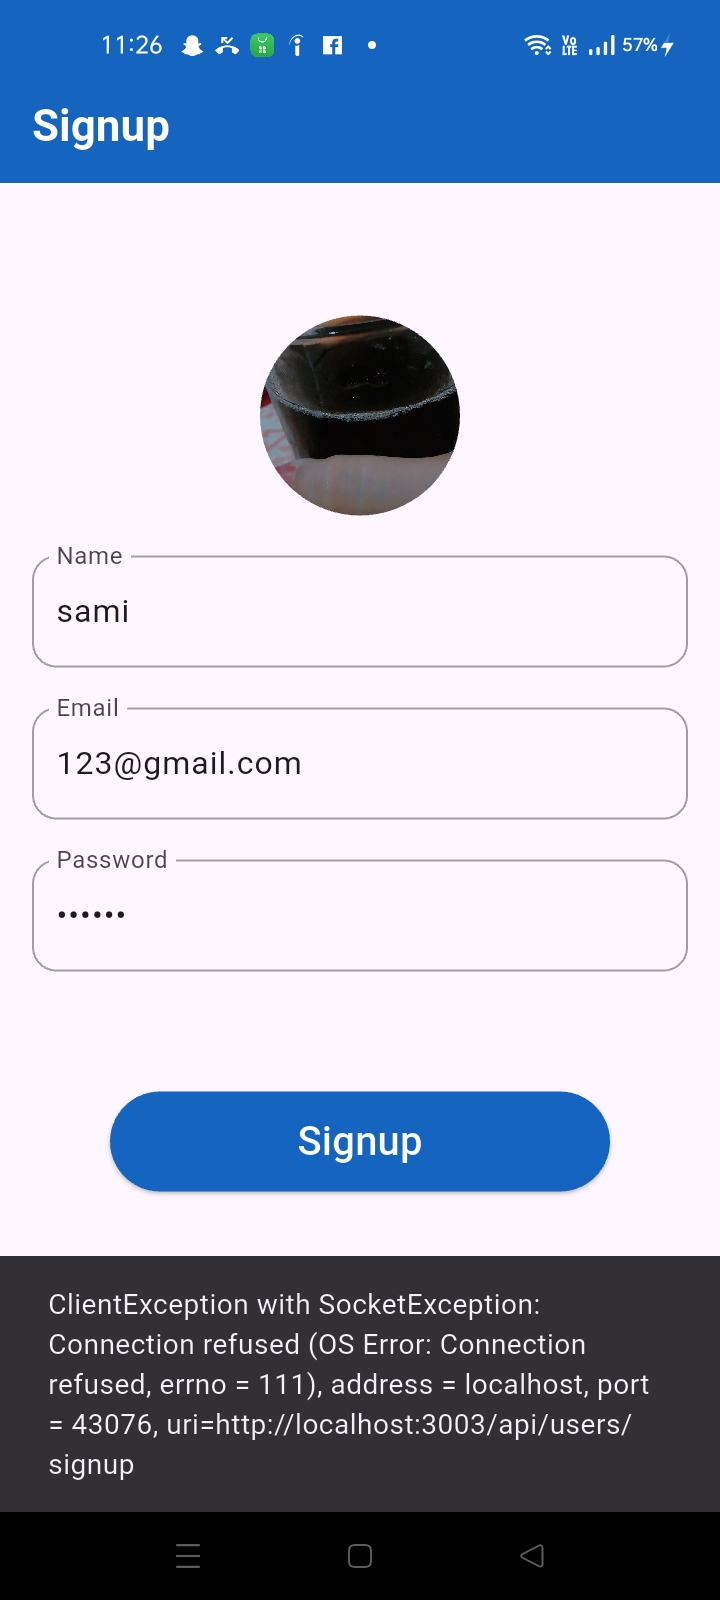 11:26
Vo
LTE
57%
Signup
Name
sami
Email
123@gmail.com
Password
••••••
Signup
ClientException with SocketException:
Connection refused (OS Error: Connection
refused, errno = 111), address = localhost, port
= 43076, uri=http://localhost:3003/api/users/
signup